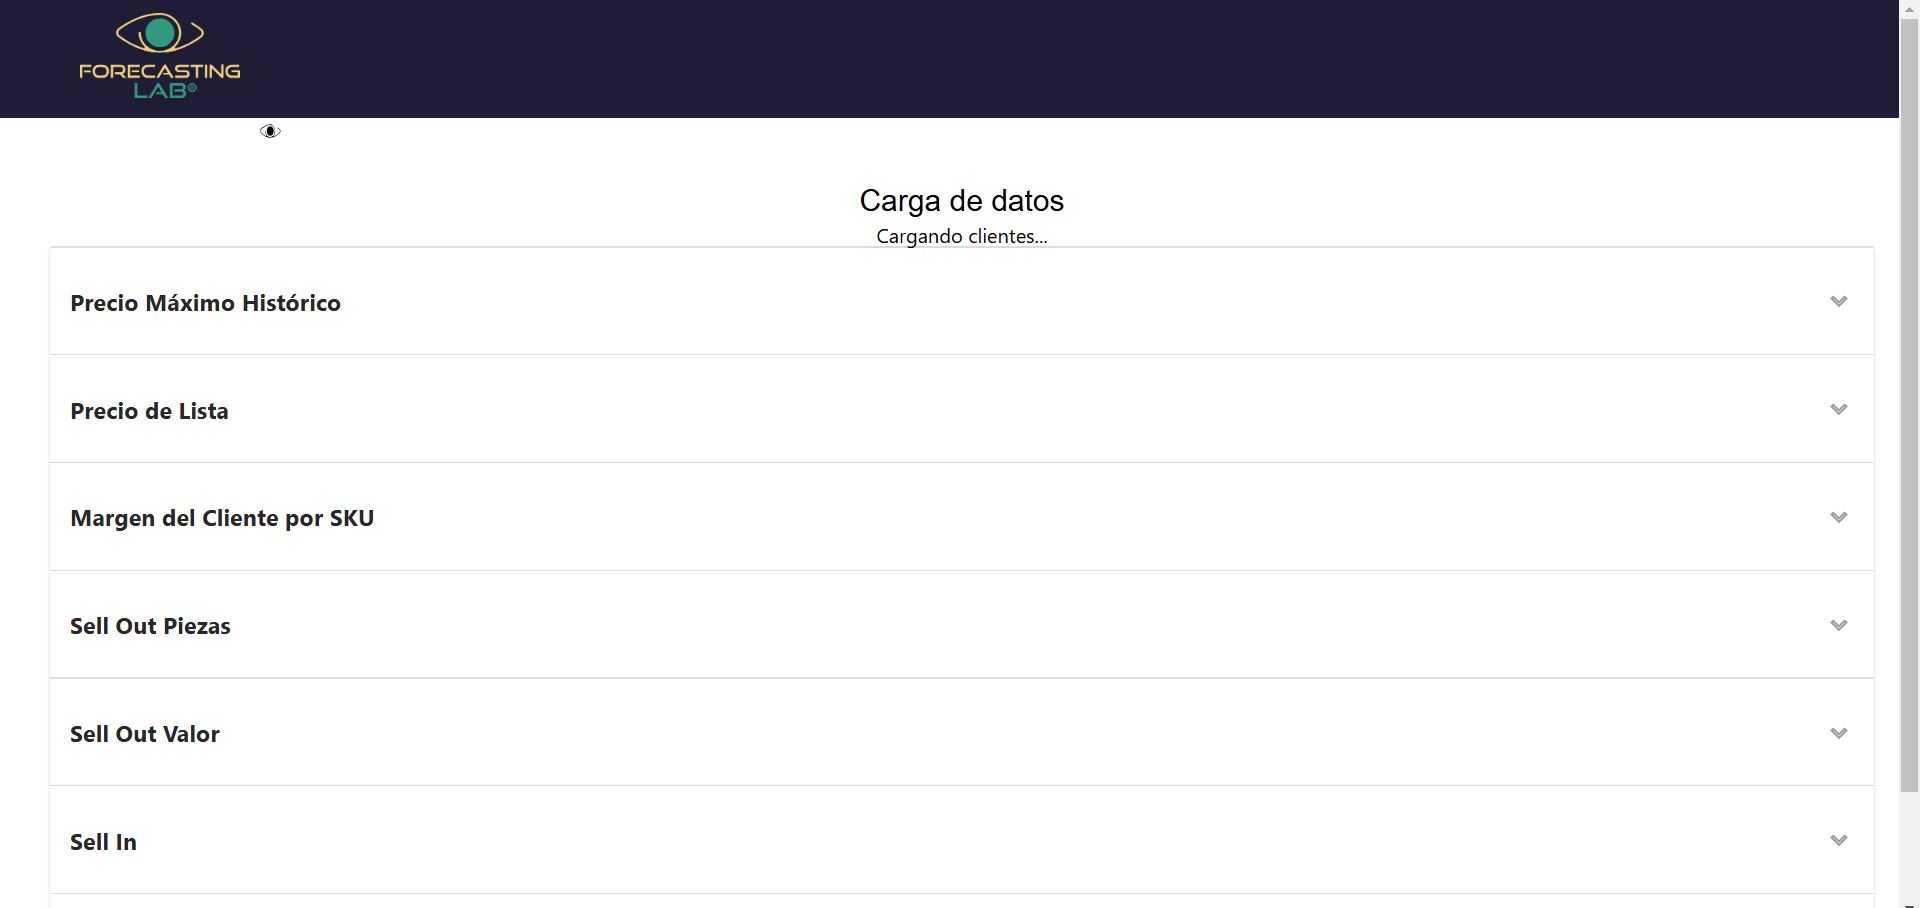 FORECASTING
LAB®
Carga de datos
Cargando clientes...
Precio Máximo Histórico
Precio de Lista
Margen del Cliente por SKU
Sell Out Piezas
Sell Out Valor
Sell In